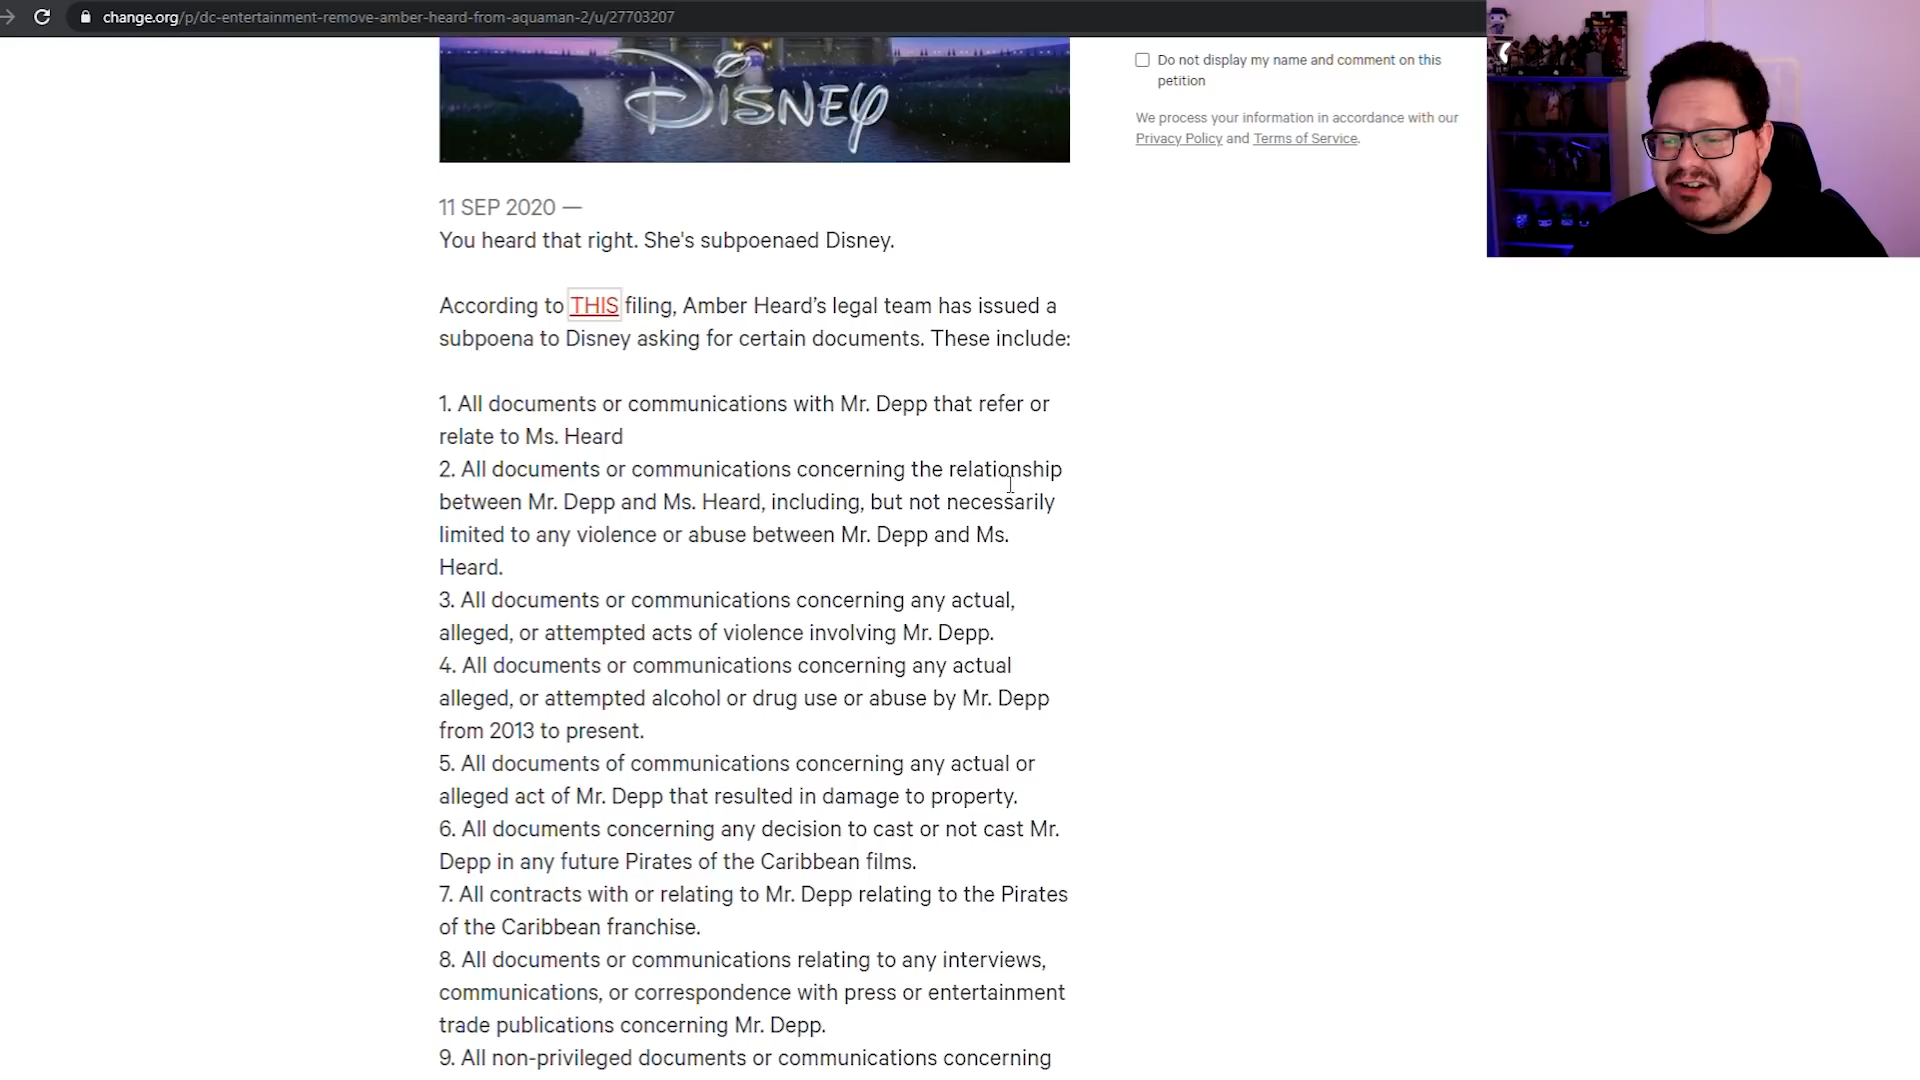 change.org/p/dc-entertainment-remove-amber-heard-from-aquaman-2/u/27703207
DISNEY
Do not display my name and comment on this
petition
We process your information in accordance with our
Privacy Policy and Terms of Service.
11 SEP 2020 —
You heard that right. She's subpoenaed Disney.
According to THIS filing, Amber Heard’s legal team has issued a
subpoena to Disney asking for certain documents. These include:
1. All documents or communications with Mr. Depp that refer or
relate to Ms. Heard
2. All documents or communications concerning the relationship
between Mr. Depp and Ms. Heard, including, but not necessarily
limited to any violence or abuse between Mr. Depp and Ms.
Heard.
3. All documents or communications concerning any actual,
alleged, or attempted acts of violence involving Mr. Depp.
4. All documents or communications concerning any actual
alleged, or attempted alcohol or drug use or abuse by Mr. Depp
from 2013 to present.
5. All documents of communications concerning any actual or
alleged act of Mr. Depp that resulted in damage to property.
6. All documents concerning any decision to cast or not cast Mr.
Depp in any future Pirates of the Caribbean films.
7. All contracts with or relating to Mr. Depp relating to the Pirates
of the Caribbean franchise.
8. All documents or communications relating to any interviews,
communications, or correspondence with press or entertainment
trade publications concerning Mr. Depp.
9. All non-privileged documents or communications concerning